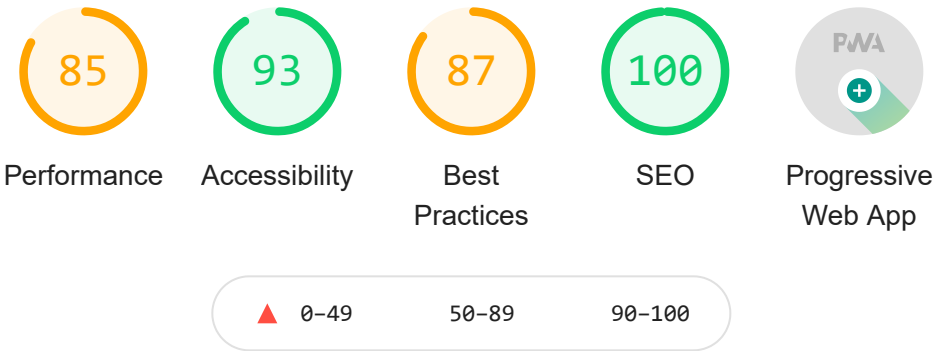 85 93 87 100 PWA
Performance Accessibility Best SEO Progressive
Practices Web App
0–49 50–89 90–100